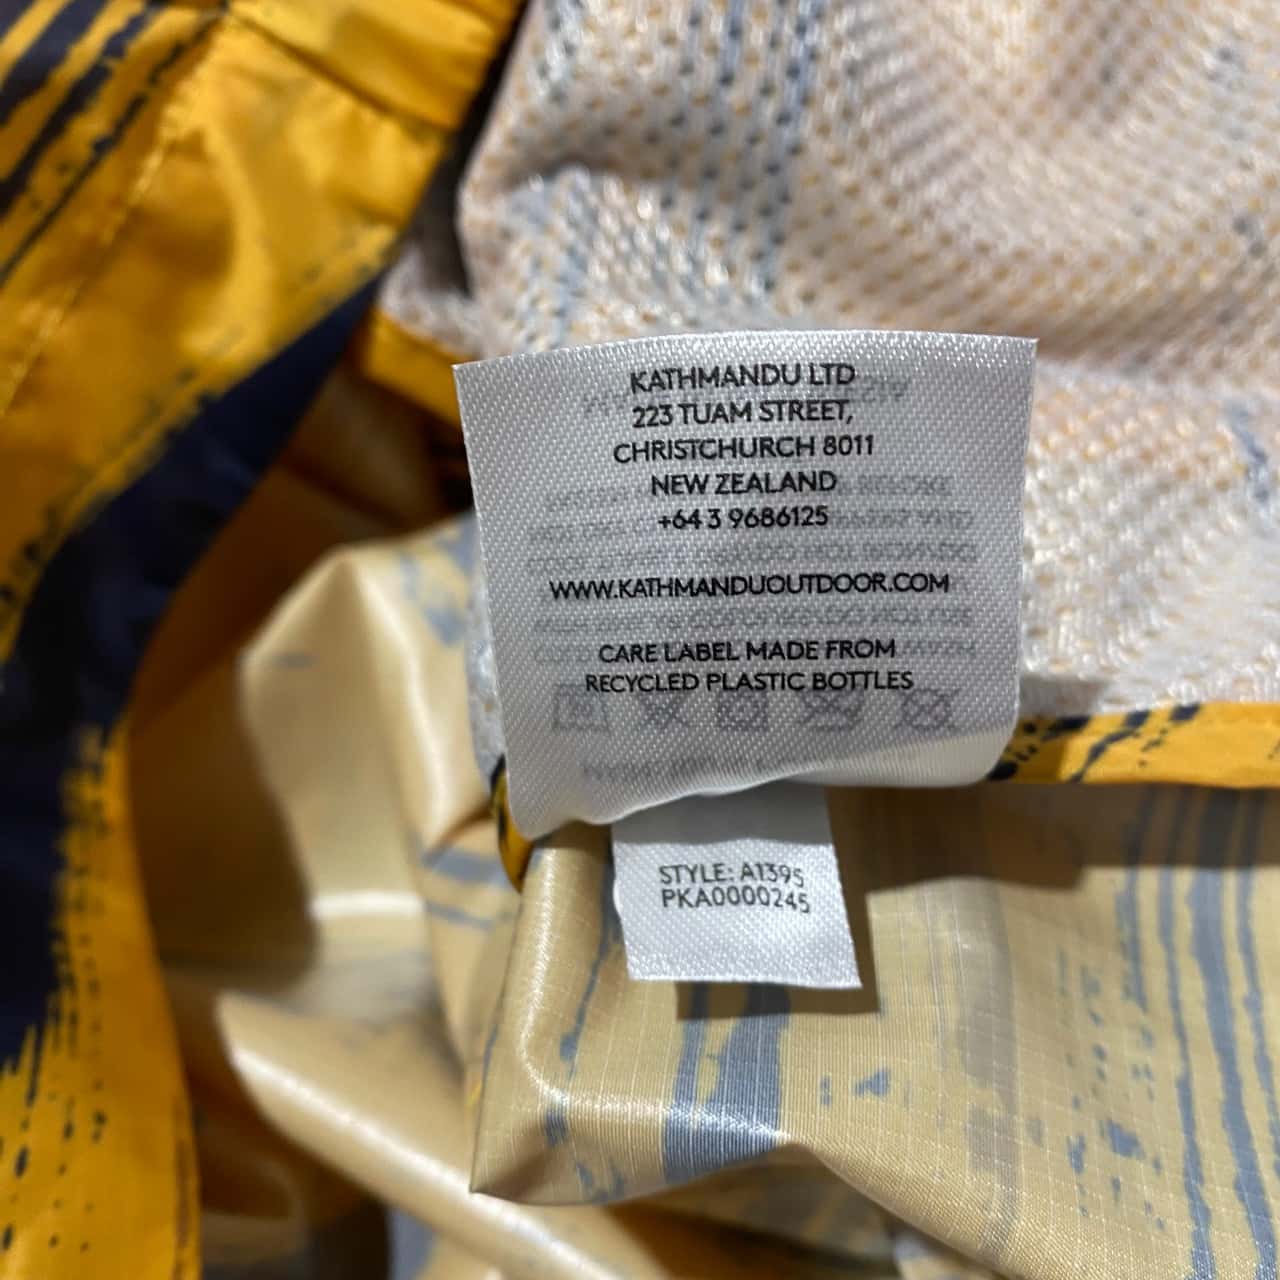 KATHMANDU LTD
223 TUAM STREET,
CHRISTCHURCH 8011
NEW ZEALAND
+64 3 9686125
WWW.KATHMANDUOUTDOOR.COM
CARE LABEL MADE FROM
RECYCLED PLASTIC BOTTLES
STYLE: A1395
PKA0000245